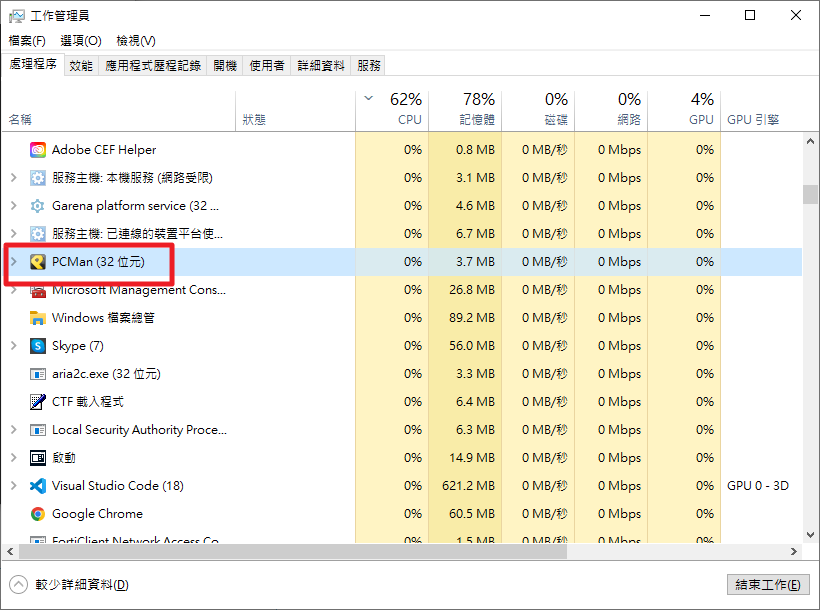 工作管理員
檔案(F) 選項(O) 檢視(V)
處理程序 效能 應用程式歷程記錄 開機 使用者 詳細資料 服務
62% 78% 0% 0% 4%
名稱 狀態 CPU 記憶體 磁碟 網路 GPU GPU 引擎
Adobe CEF Helper 0% 0.8 MB 0 MB/秒 0 Mbps 0%
服務主機: 本機服務 (網路受限) 0% 3.1 MB 0 MB/秒 0 Mbps 0%
Garena platform service (32 ... 0% 4.6 MB 0 MB/秒 0 Mbps 0%
服務主機: 已連線的裝置平台使... 0% 6.7 MB 0 MB/秒 0 Mbps 0%
PCMan (32 位元) 0% 3.7 MB 0 MB/秒 0 Mbps 0%
Microsoft Management Cons... 0% 26.8 MB 0 MB/秒 0 Mbps 0%
Windows 檔案總管 0% 89.2 MB 0 MB/秒 0 Mbps 0%
Skype (7) 0% 56.0 MB 0 MB/秒 0 Mbps 0%
aria2c.exe (32 位元) 0% 3.3 MB 0 MB/秒 0 Mbps 0%
CTF 載入程式 0% 6.4 MB 0 MB/秒 0 Mbps 0%
Local Security Authority Proce... 0% 6.3 MB 0 MB/秒 0 Mbps 0%
啟動 0% 14.9 MB 0 MB/秒 0 Mbps 0%
Visual Studio Code (18) 0% 621.2 MB 0 MB/秒 0 Mbps 0% GPU 0 - 3D
Google Chrome 0% 60.5 MB 0 MB/秒 0 Mbps 0%
FortiClient Network Access Co 0% 1.5 MB 0 MB/秒 0 Mbps 0%
較少詳細資料(D) 結束工作(E)